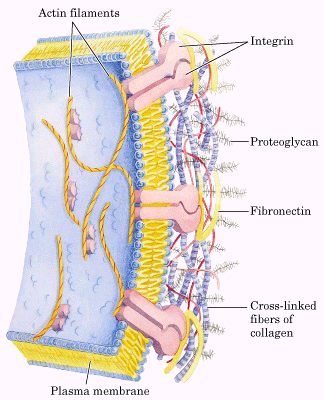 Actin filaments
Integrin
Proteoglycan
Fibronectin
Cross-linked
fibers of
collagen
Plasma membrane